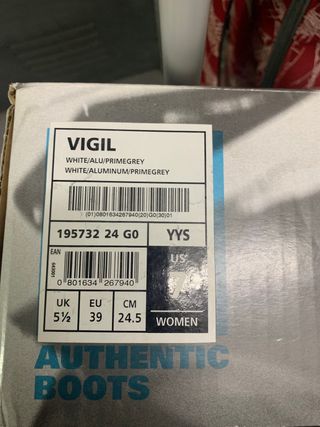 VIGIL
WHITE/ALU/PRIMEGREY
WHITE/ALUMINUM/PRIMEGREY
(01)0801634267940(20)G0(30)01
195732 24 G0 YYS
EAN
0 801634 267940
US
UK EU CM
5½ 39 24.5
WOMEN
AUTHENTIC
BOOTS